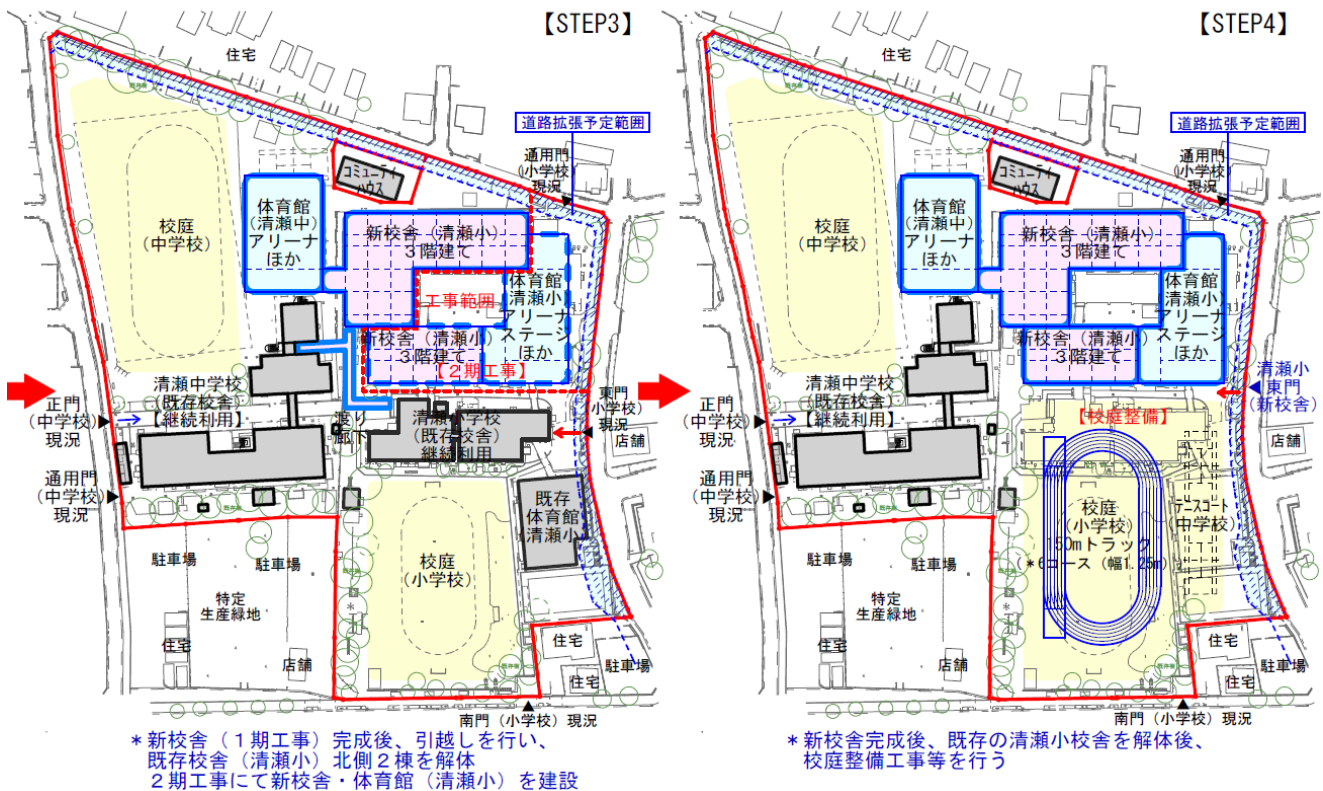 【STEP3】
住宅
道路拡張予定範囲
通用門
(小学校)
現況
コミュニティ
ハウス
校庭
(中学校)
体育館
(清瀬中)
アリーナ
ほか
新校舎（清瀬小）
３階建て
工事範囲
体育館
清瀬小
アリーナ
ステージ
ほか
新校舎（清瀬小）
３階建て
【２期工事】
清瀬中学校
(既存校舎)
【継続利用】
正門
(中学校)
現況
渡り
廊下
清瀬小学校
(既存校舎)
継続利用
東門
(小学校)
現況
店舗
通用門
(中学校)
現況
既存樹
既存
体育館
清瀬小
校庭
(小学校)
駐車場
駐車場
特定
生産緑地
住宅
店舗
住宅
駐車場
住宅
南門（小学校）現況
＊新校舎（１期工事）完成後、引越しを行い、
既存校舎（清瀬小）北側２棟を解体
２期工事にて新校舎・体育館（清瀬小）を建設
【STEP4】
住宅
道路拡張予定範囲
通用門
(小学校)
現況
コミュニティ
ハウス
校庭
(中学校)
体育館
(清瀬中)
アリーナ
ほか
新校舎（清瀬小）
３階建て
体育館
清瀬小
アリーナ
ステージ
ほか
新校舎（清瀬小）
３階建て
清瀬中学校
(既存校舎)
【継続利用】
正門
(中学校)
現況
清瀬小
東門
(新校舎)
【校庭整備】
店舗
通用門
(中学校)
現況
既存樹
校庭
(小学校)
150mトラック
(＊6コース（幅1.25m）)
テニスコート
(中学校)
駐車場
駐車場
特定
生産緑地
住宅
店舗
住宅
駐車場
住宅
南門（小学校）現況
＊新校舎完成後、既存の清瀬小校舎を解体後、
校庭整備工事等を行う